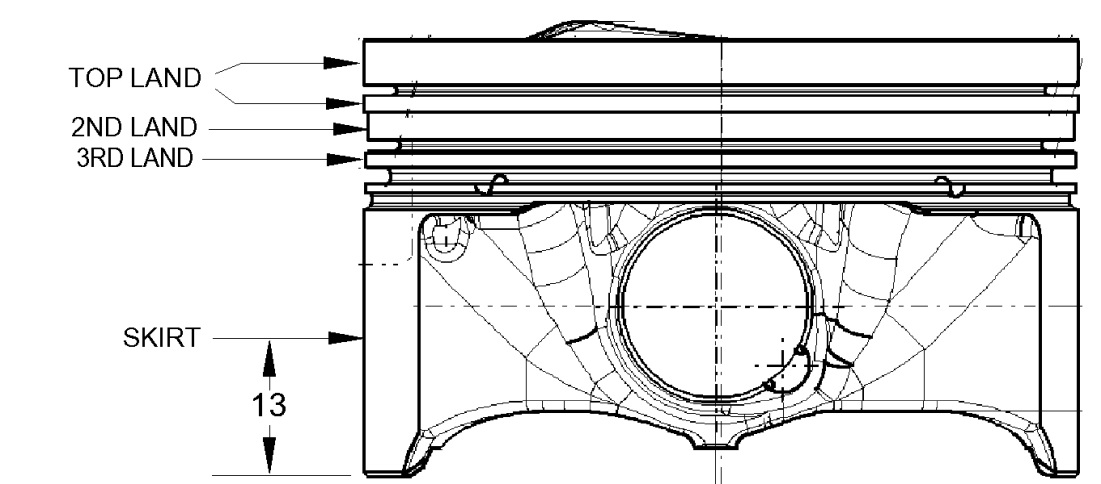 TOP LAND
2ND LAND
3RD LAND
SKIRT
13